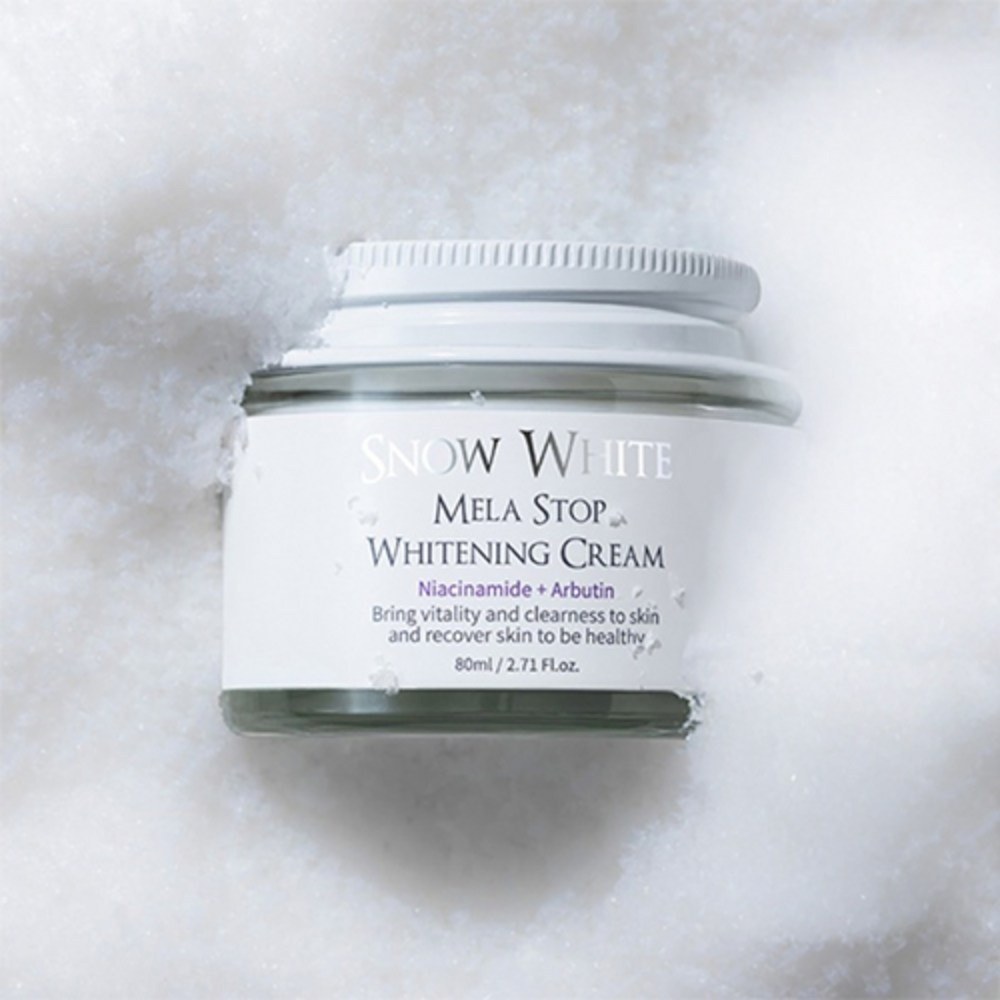 SNOW WHITE
MELA STOP
WHITENING CREAM
Niacinamide + Arbutin
Bring vitality and clearness to skin
and recover skin to be healthy
80ml / 2.71 Fl.oz.